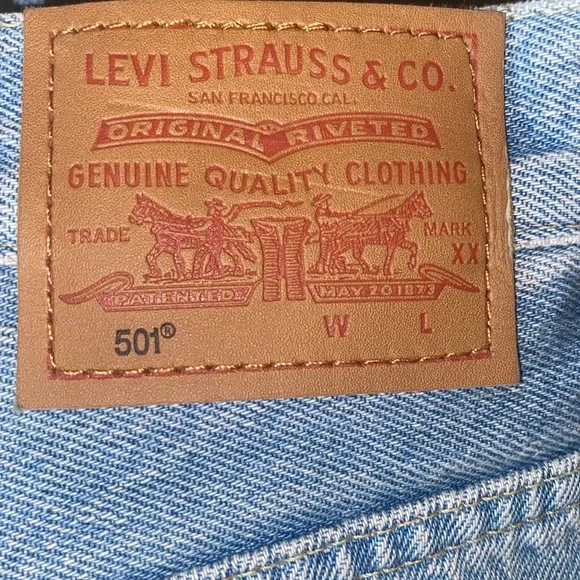 LEVI STRAUSS & CO.
SAN FRANCISCO, CAL.
ORIGINAL RIVETED
GENUINE QUALITY CLOTHING
TRADE MARK
XX
PATENTED MAY 20 1873
501® W L